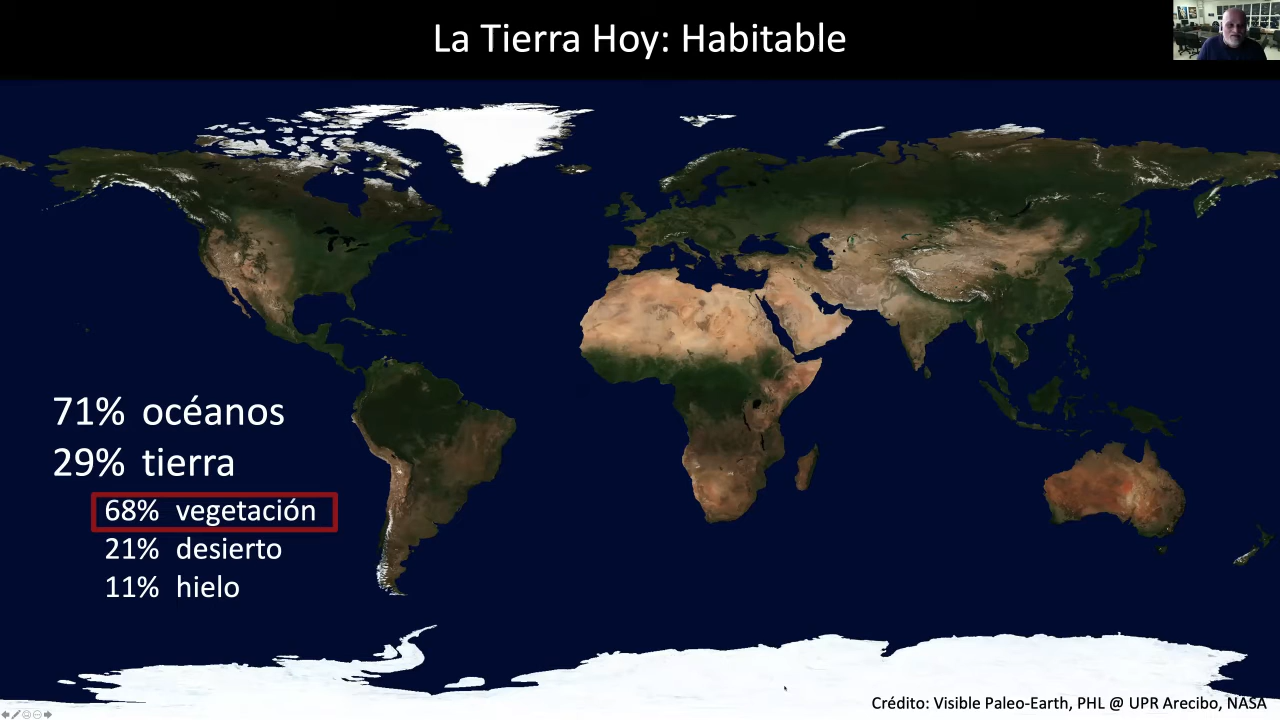 La Tierra Hoy: Habitable
71% océanos
29% tierra
68% vegetación
21% desierto
11% hielo
Crédito: Visible Paleo-Earth, PHL @ UPR Arecibo, NASA